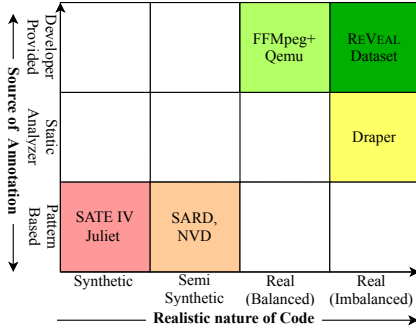 Source of Annotation
Developer
Provided
Static
Analyzer
Pattern
Based
FFMpeg+
Qemu
REVEAL
Dataset
Draper
SATE IV
Juliet
SARD,
NVD
Synthetic
Semi
Synthetic
Real
(Balanced)
Real
(Imbalanced)
Realistic nature of Code